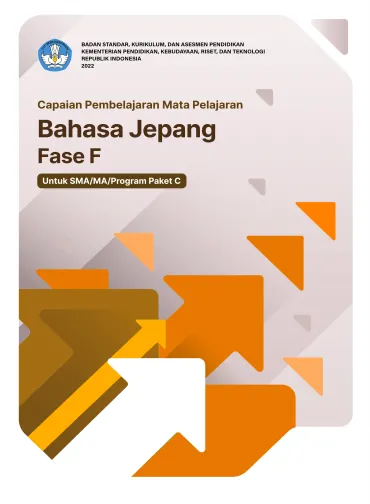 BADAN STANDAR, KURIKULUM, DAN ASESMEN PENDIDIKAN
KEMENTERIAN PENDIDIKAN, KEBUDAYAAN, RISET, DAN TEKNOLOGI
REPUBLIK INDONESIA
2022
Capaian Pembelajaran Mata Pelajaran
Bahasa Jepang
Fase F
Untuk SMA/MA/Program Paket C